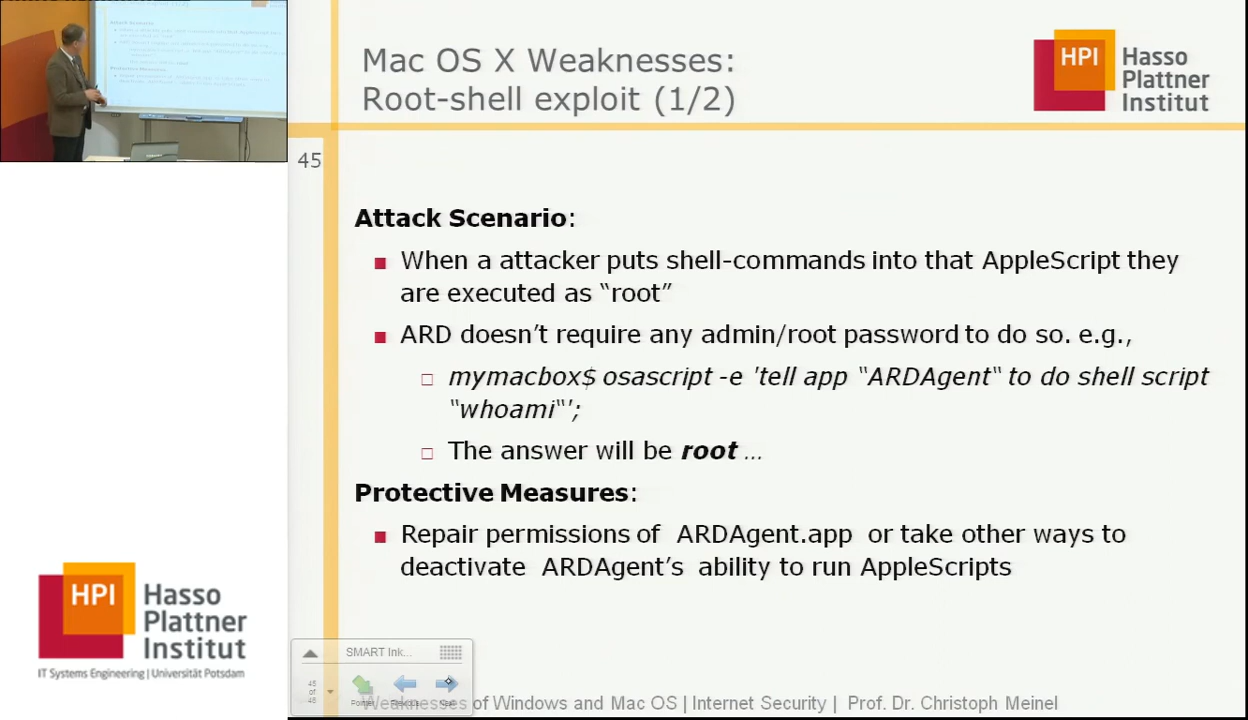 Mac OS X Weaknesses:
Root-shell exploit (1/2)
HPI
Hasso
Plattner
Institut
45
Attack Scenario:
When a attacker puts shell-commands into that AppleScript they
are executed as “root”
ARD doesn’t require any admin/root password to do so. e.g.,
mymacbox$ osascript -e 'tell app “ARDAgent“ to do shell script
“whoami“';
The answer will be root ...
Protective Measures:
Repair permissions of ARDAgent.app or take other ways to
deactivate ARDAgent’s ability to run AppleScripts
HPI
Hasso
Plattner
Institut
IT Systems Engineering | Universität Potsdam
SMART Ink...
45
of
48
Weaknesses of Windows and Mac OS | Internet Security | Prof. Dr. Christoph Meinel